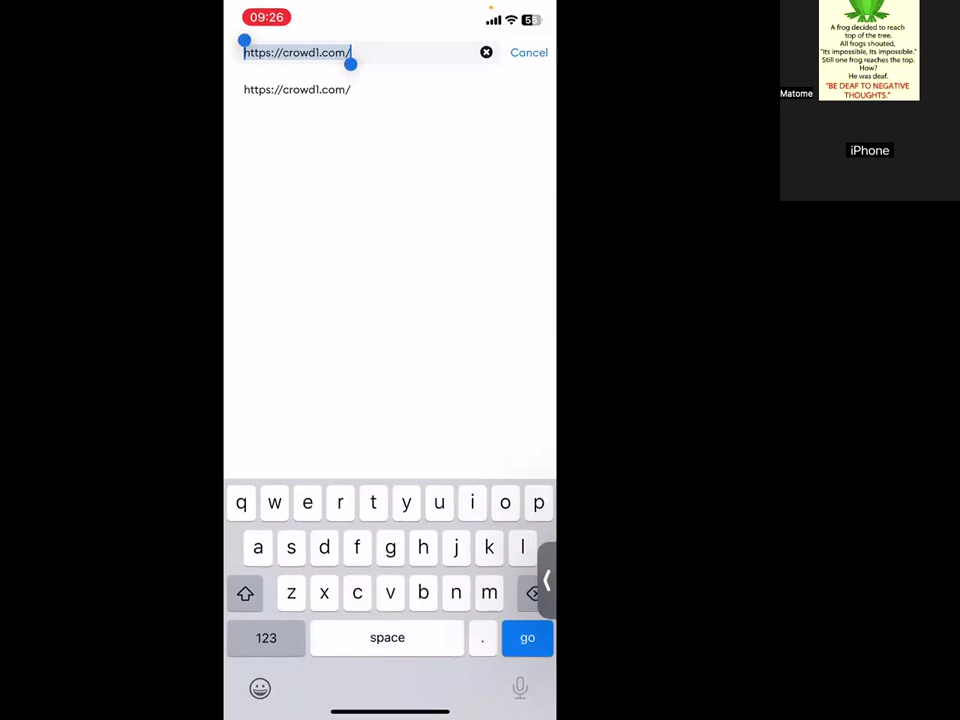 09:26
55
https://crowd1.com/
Cancel
https://crowd1.com/
q w e r t y u i o p
a s d f g h j k l
z x c v b n m
123
space
.
go
A frog decided to reach
top of the tree.
All frogs shouted,
"Its impossible, Its impossible."
Still one frog reaches the top.
How?
He was deaf.
"BE DEAF TO NEGATIVE
THOUGHTS."
Matome
iPhone